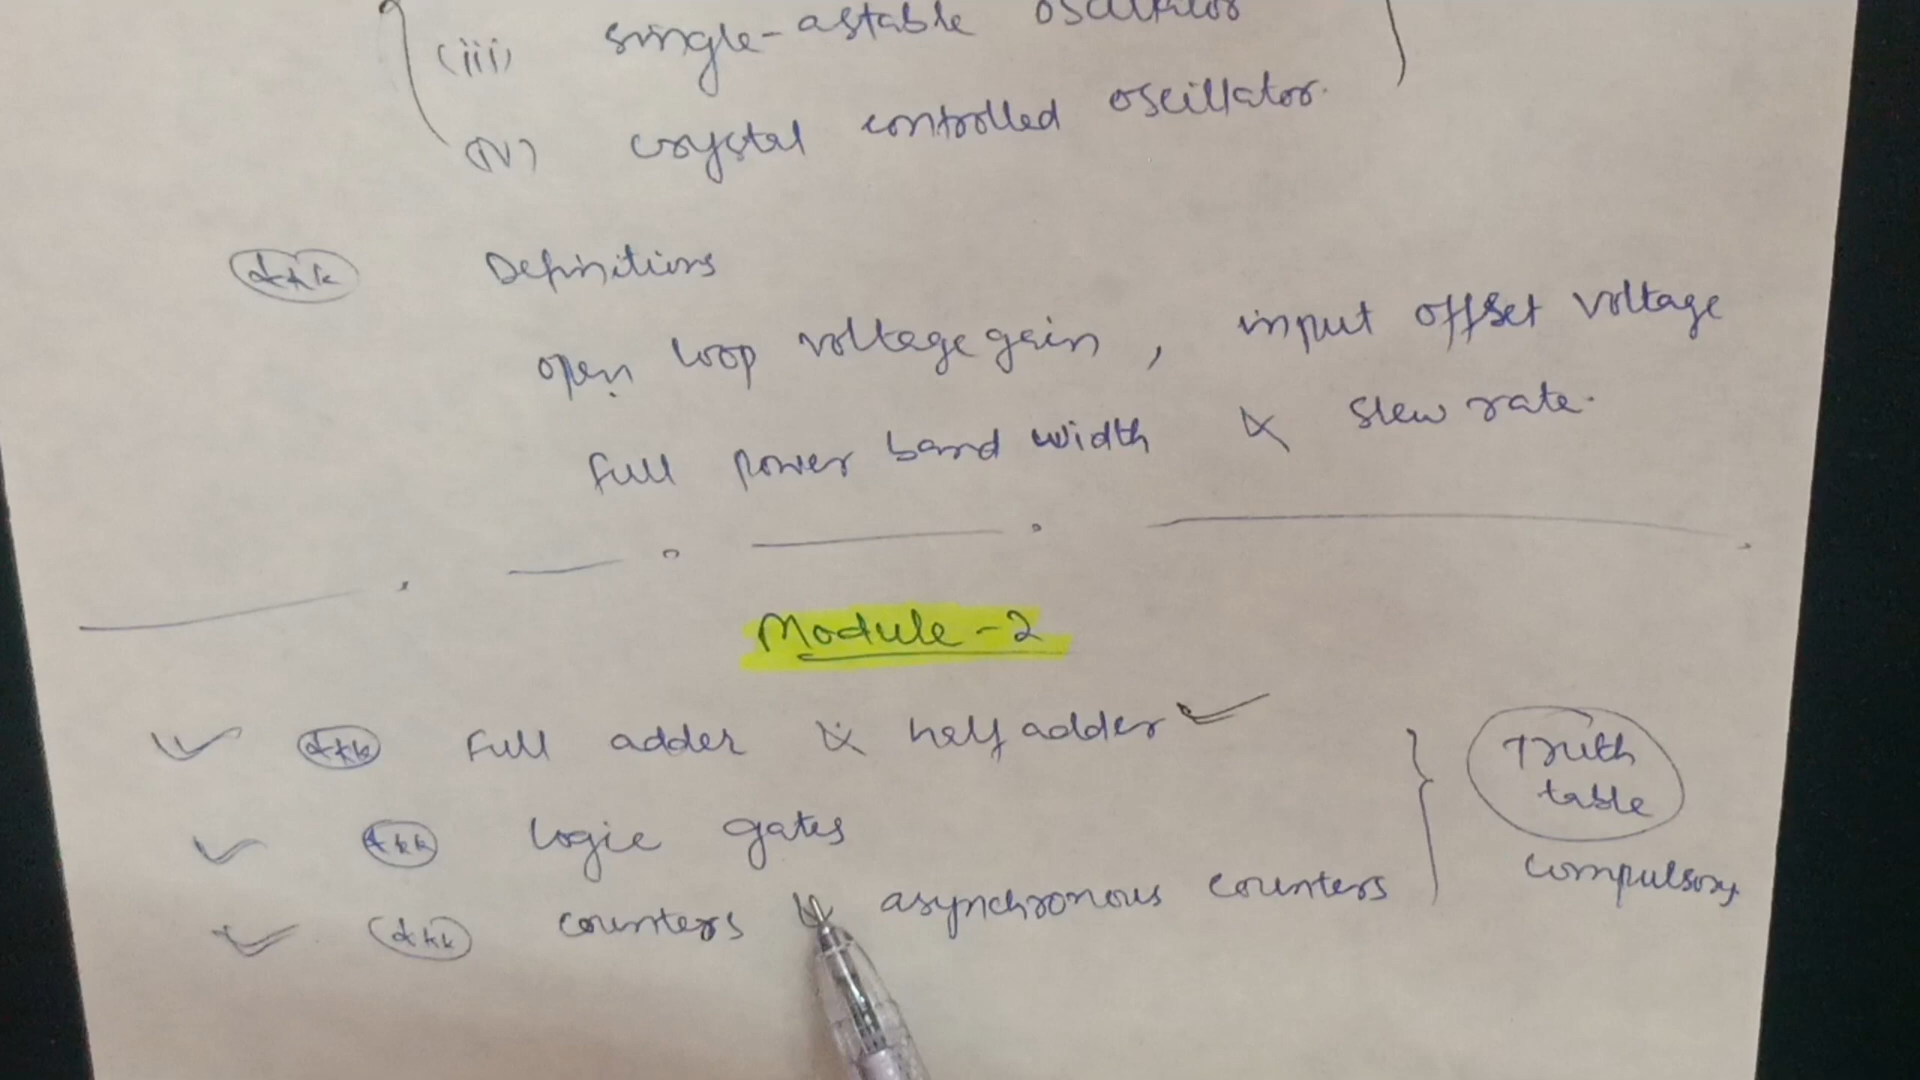 (iii) single-astable oscillator
(iv) crystal controlled oscillator.
*** Definitions
open loop voltage gain, input offset voltage
full power band width & slew rate.
Module-2
*** Full adder & half adder
*** logic gates
*** counters & asynchronous counters
Truth
table
compulsory